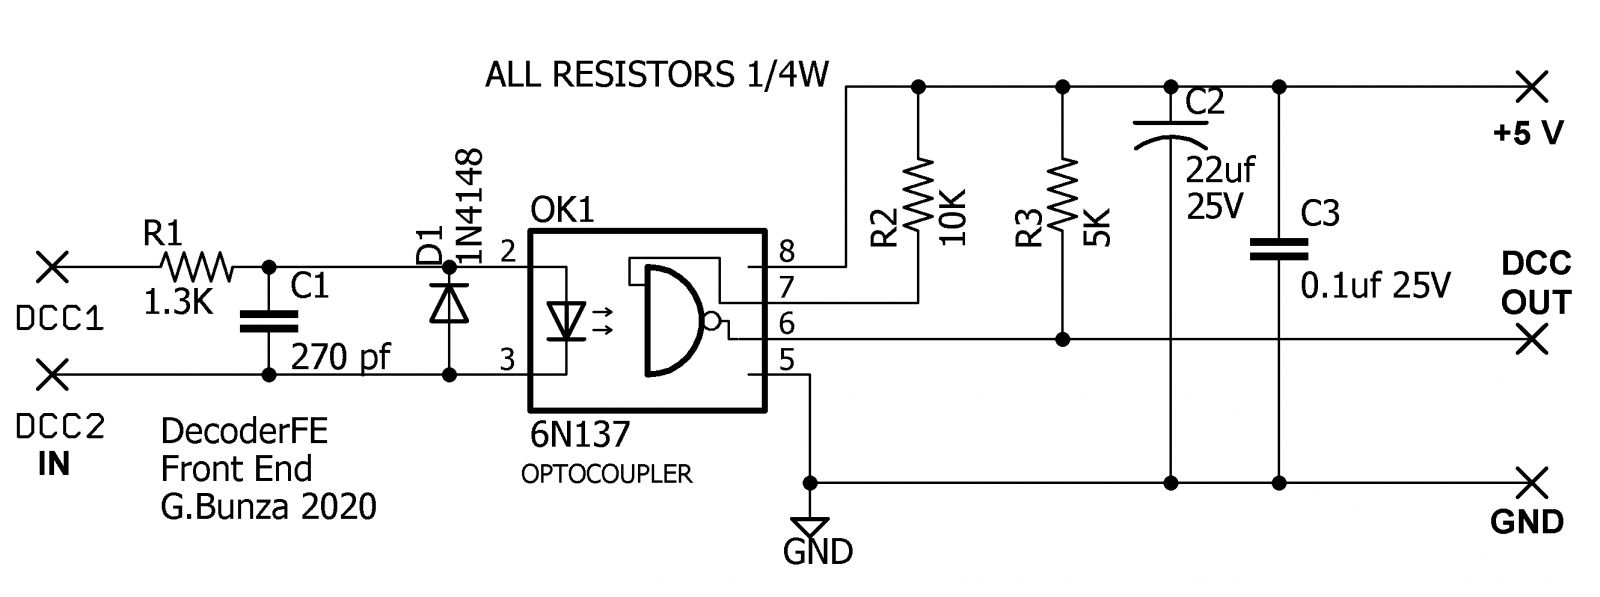 ALL RESISTORS 1/4W
+5 V
C2
22uf
25V
C3
0.1uf 25V
R2
10K
R3
5K
DCC
OUT
OK1
8
7
6
5
2
3
D1
1N4148
R1
1.3K
C1
270 pf
DCC1
DCC2
IN
DecoderFE
Front End
G.Bunza 2020
6N137
OPTOCOUPLER
GND
GND